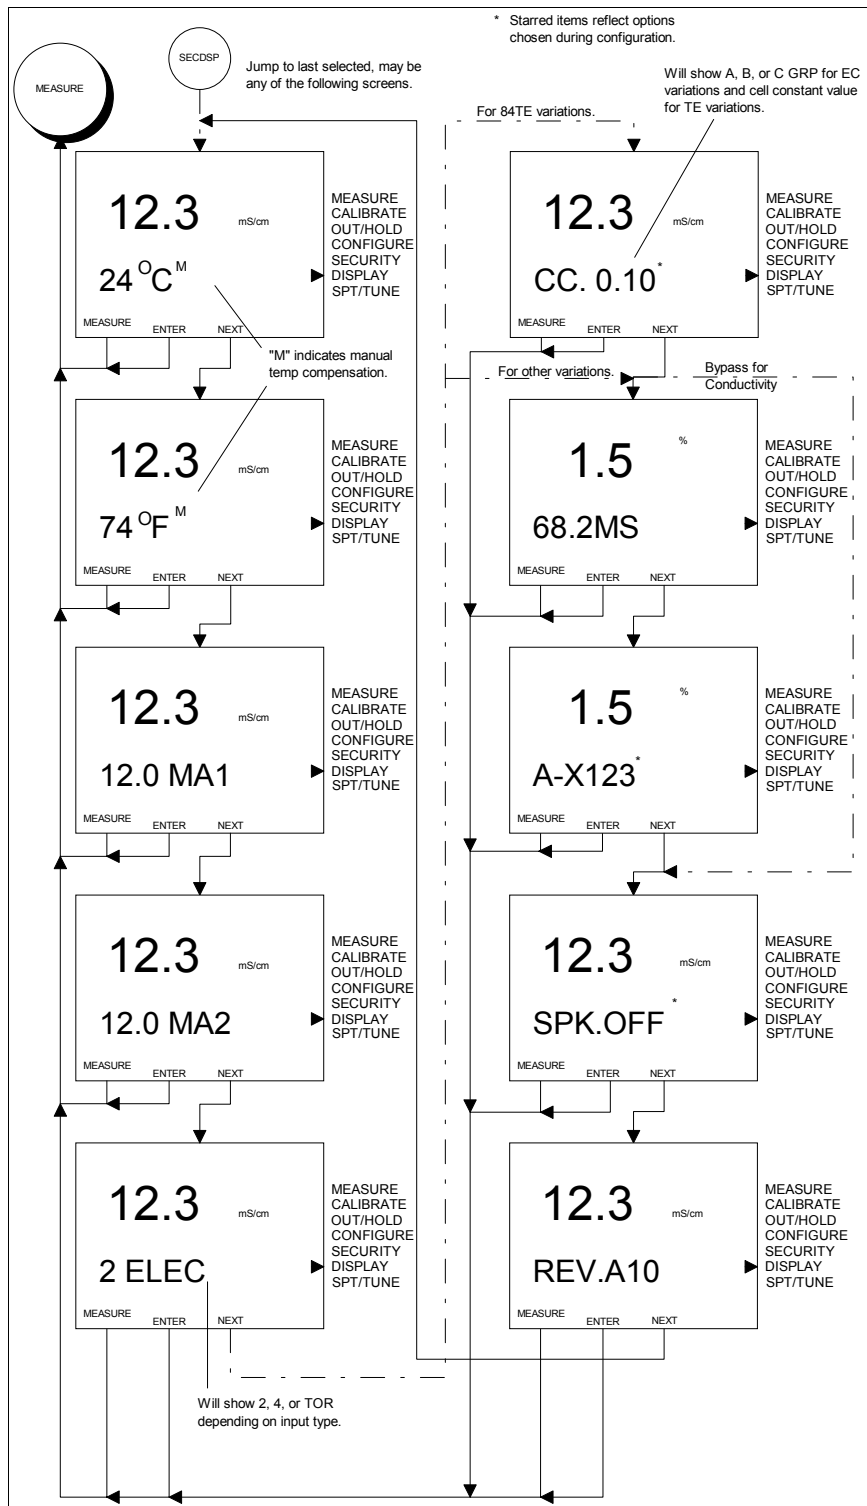 * Starred items reflect options
chosen during configuration.
MEASURE
SECDSP
Jump to last selected, may be
any of the following screens.
Will show A, B, or C GRP for EC
variations and cell constant value
for TE variations.
For 84TE variations.
12.3 mS/cm
24 °C M
MEASURE
CALIBRATE
OUT/HOLD
CONFIGURE
SECURITY
DISPLAY
SPT/TUNE
MEASURE ENTER NEXT
"M" indicates manual
temp compensation.
12.3 mS/cm
74 °F M
MEASURE
CALIBRATE
OUT/HOLD
CONFIGURE
SECURITY
DISPLAY
SPT/TUNE
MEASURE ENTER NEXT
12.3 mS/cm
12.0 MA1
MEASURE
CALIBRATE
OUT/HOLD
CONFIGURE
SECURITY
DISPLAY
SPT/TUNE
MEASURE ENTER NEXT
12.3 mS/cm
12.0 MA2
MEASURE
CALIBRATE
OUT/HOLD
CONFIGURE
SECURITY
DISPLAY
SPT/TUNE
MEASURE ENTER NEXT
12.3 mS/cm
2 ELEC
MEASURE
CALIBRATE
OUT/HOLD
CONFIGURE
SECURITY
DISPLAY
SPT/TUNE
MEASURE ENTER NEXT
Will show 2, 4, or TOR
depending on input type.
12.3 mS/cm
CC. 0.10*
MEASURE
CALIBRATE
OUT/HOLD
CONFIGURE
SECURITY
DISPLAY
SPT/TUNE
MEASURE ENTER NEXT
For other variations.
Bypass for
Conductivity
1.5 %
68.2MS
MEASURE
CALIBRATE
OUT/HOLD
CONFIGURE
SECURITY
DISPLAY
SPT/TUNE
MEASURE ENTER NEXT
1.5 %
A-X123*
MEASURE
CALIBRATE
OUT/HOLD
CONFIGURE
SECURITY
DISPLAY
SPT/TUNE
MEASURE ENTER NEXT
12.3 mS/cm
SPK.OFF *
MEASURE
CALIBRATE
OUT/HOLD
CONFIGURE
SECURITY
DISPLAY
SPT/TUNE
MEASURE ENTER NEXT
12.3 mS/cm
REV.A10
MEASURE
CALIBRATE
OUT/HOLD
CONFIGURE
SECURITY
DISPLAY
SPT/TUNE
MEASURE ENTER NEXT